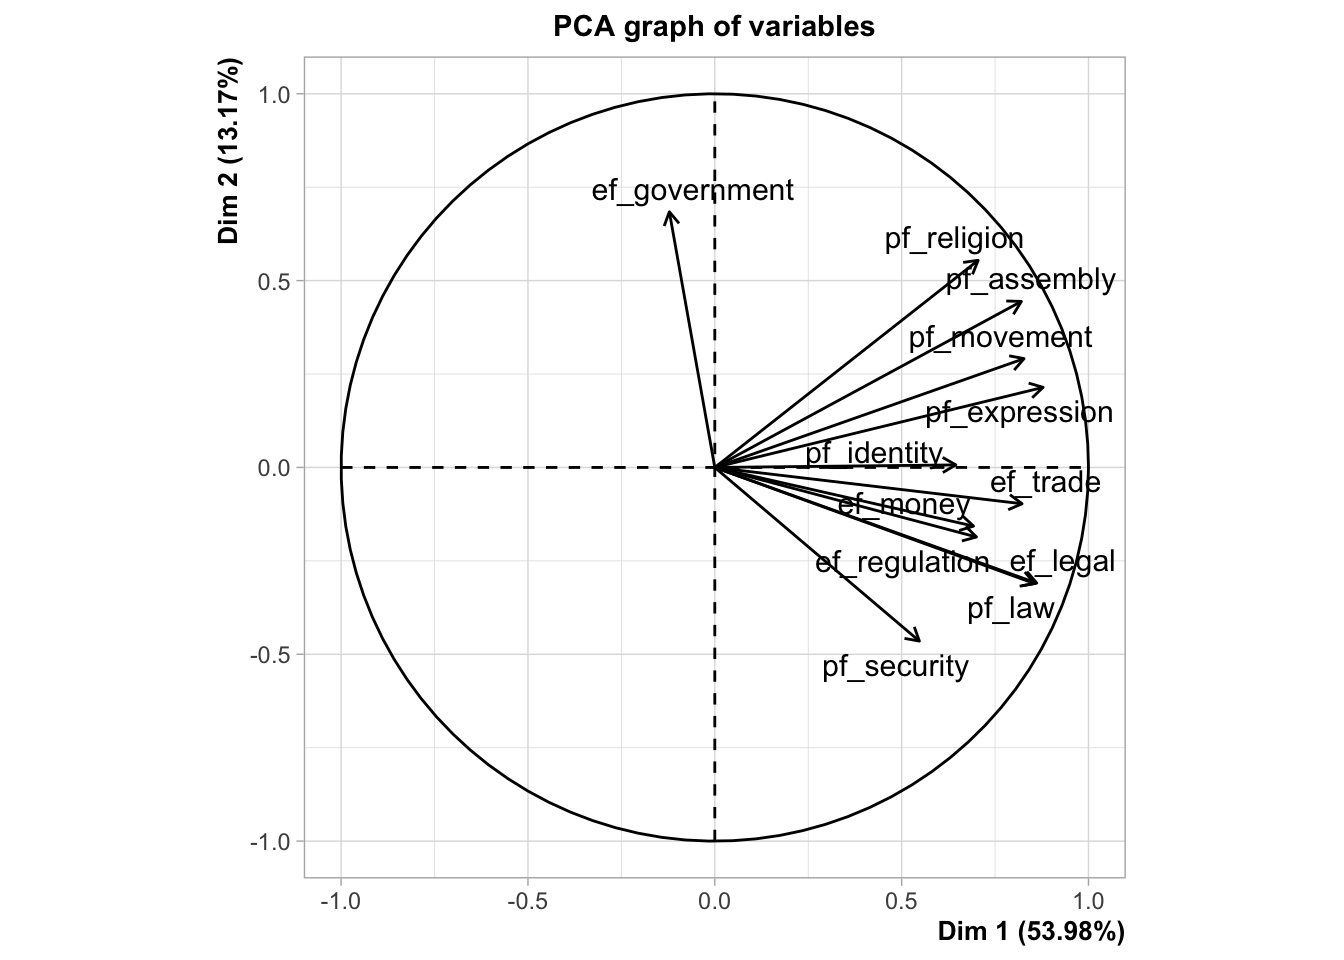 PCA graph of variables
Dim 2 (13.17%)
1.0
0.5
0.0
-0.5
-1.0
ef_government
pf_religion
pf_assembly
pf_movement
pf_expression
pf_identity
ef_trade
ef_money
ef_regulation
ef_legal
pf_law
pf_security
-1.0
-0.5
0.0
0.5
1.0
Dim 1 (53.98%)